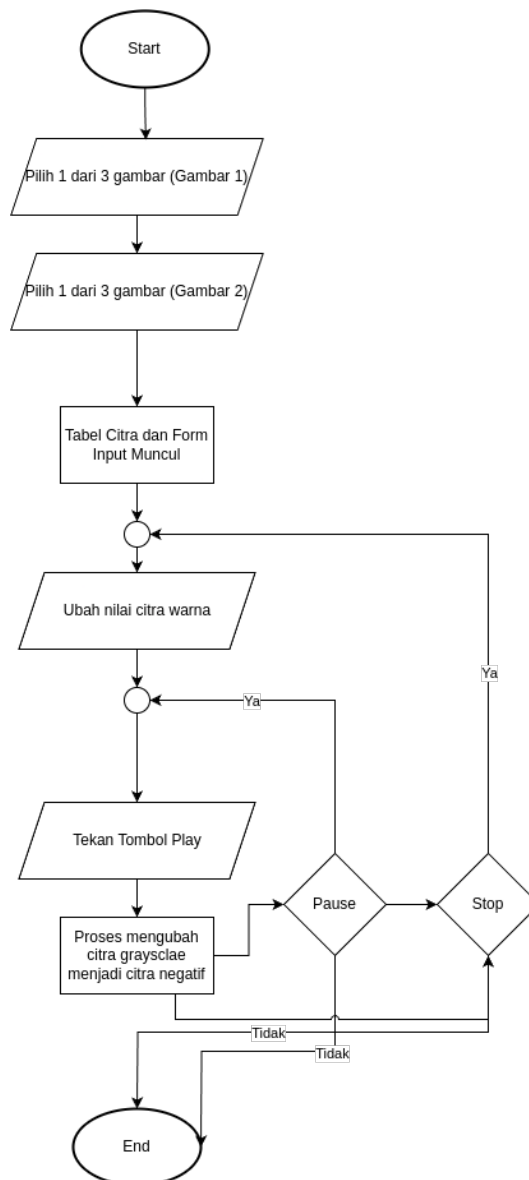 Start
Pilih 1 dari 3 gambar (Gambar 1)
Pilih 1 dari 3 gambar (Gambar 2)
Tabel Citra dan Form
Input Muncul
Ubah nilai citra warna
Ya
Ya
Tekan Tombol Play
Pause
Stop
Proses mengubah
citra graysclae
menjadi citra negatif
Tidak
Tidak
End